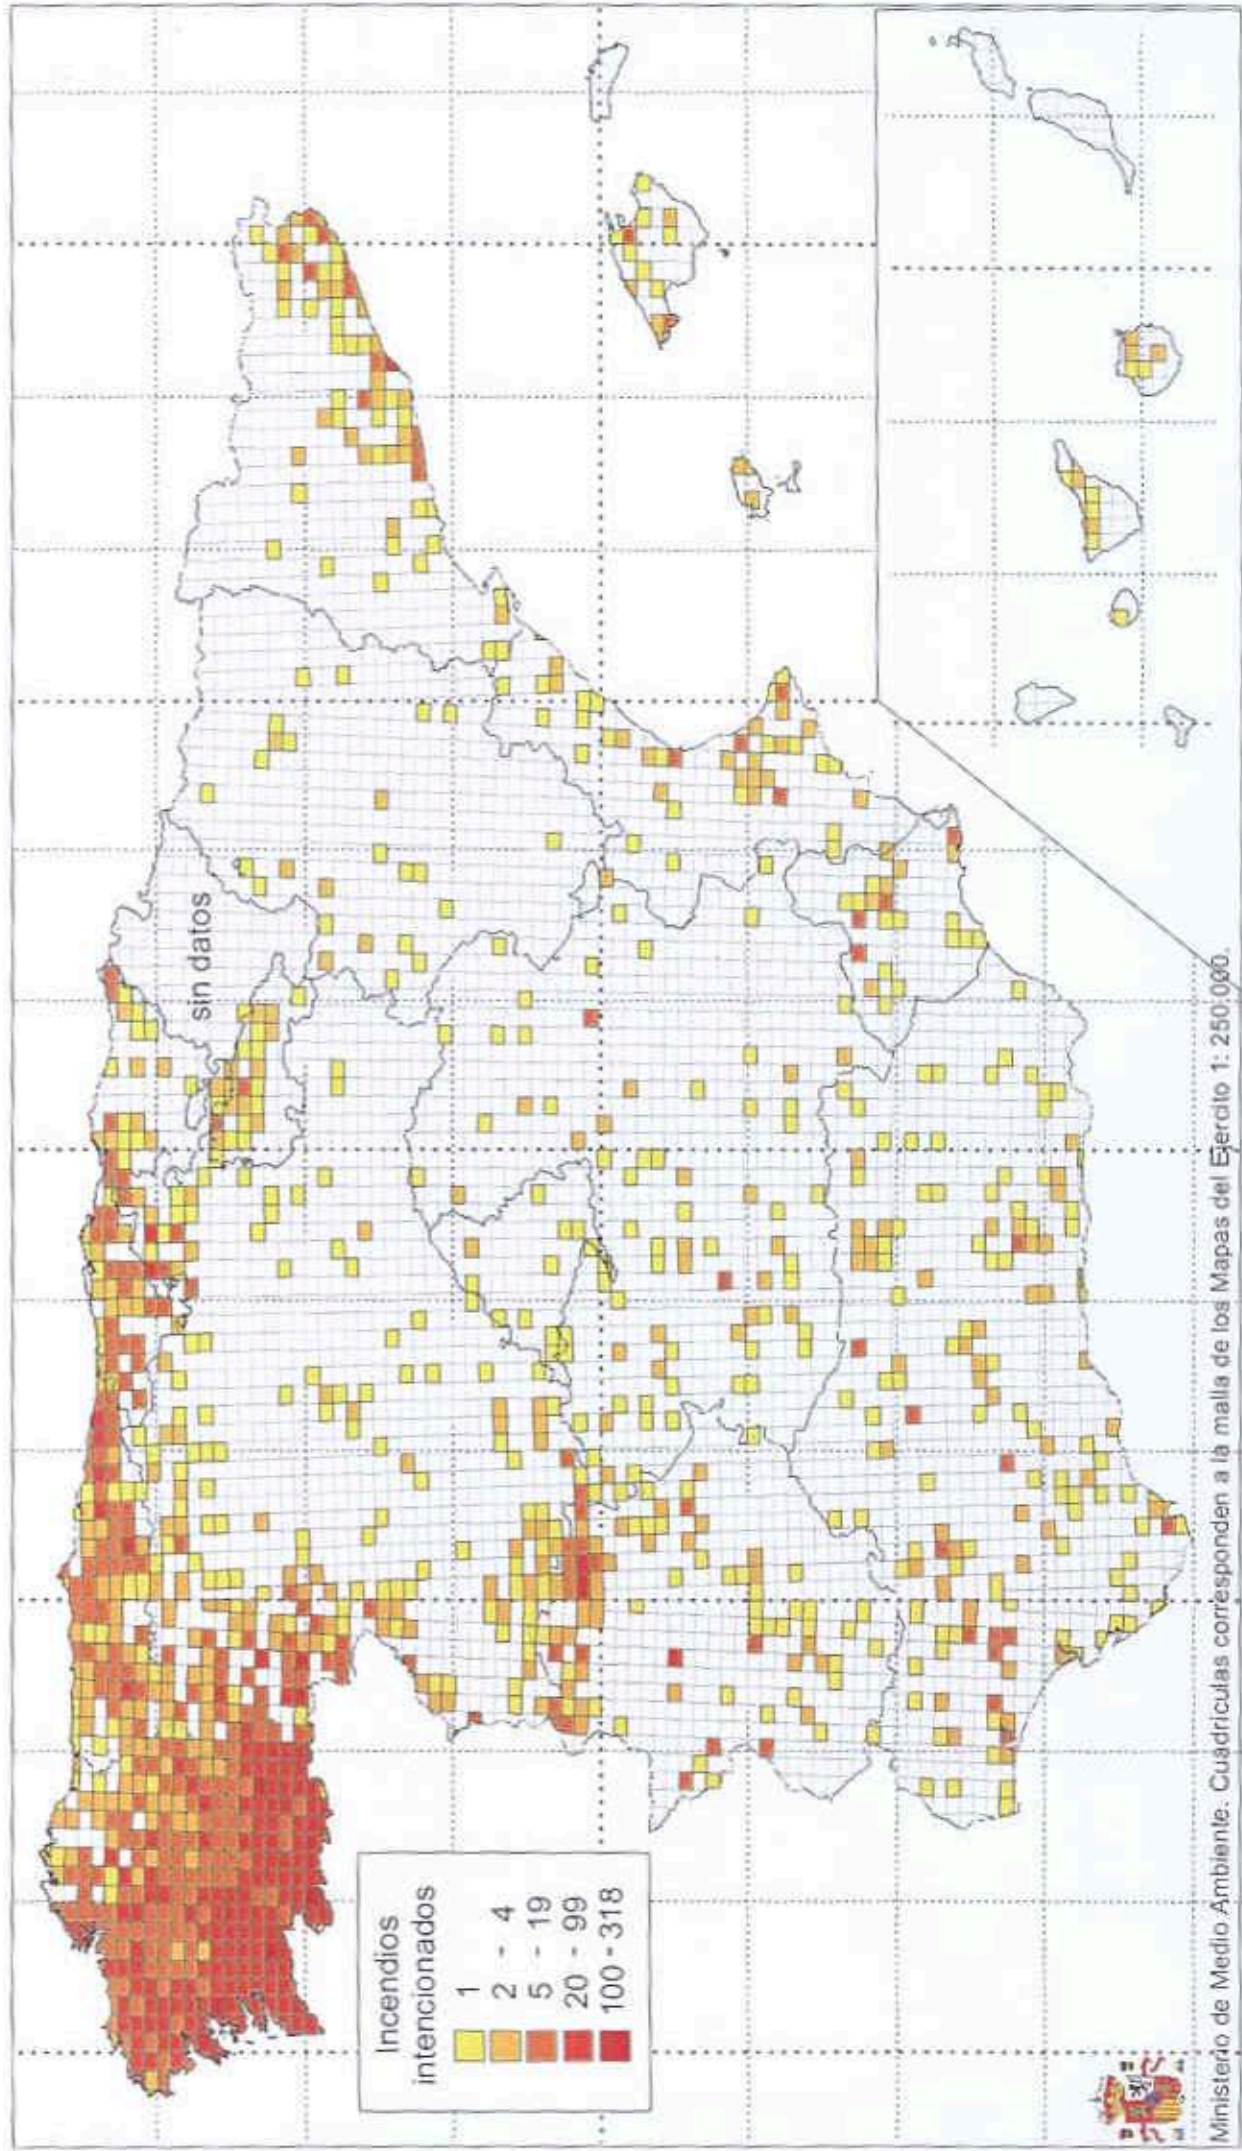 sin datos
Incendios
intencionados
1
2 - 4
5 - 19
20 - 99
100 - 318
Ministerio de Medio Ambiente. Cuadrículas corresponden a la malla de los Mapas del Ejercito 1: 250.000.